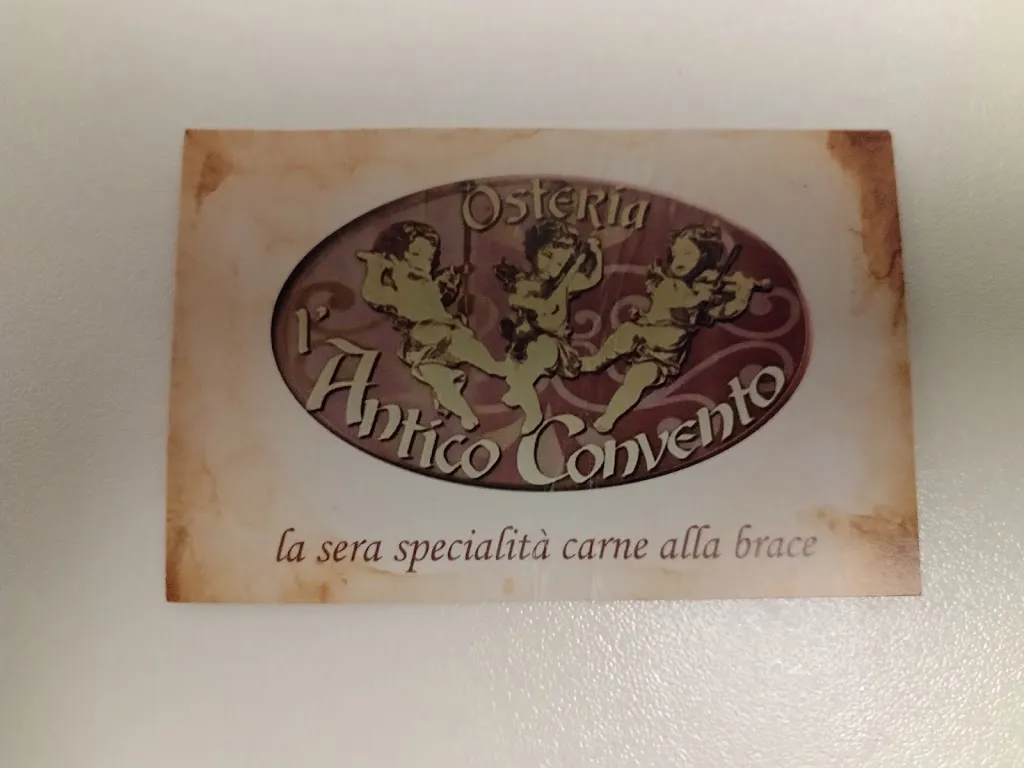 Osteria
l'Antico Convento
la sera specialità carne alla brace